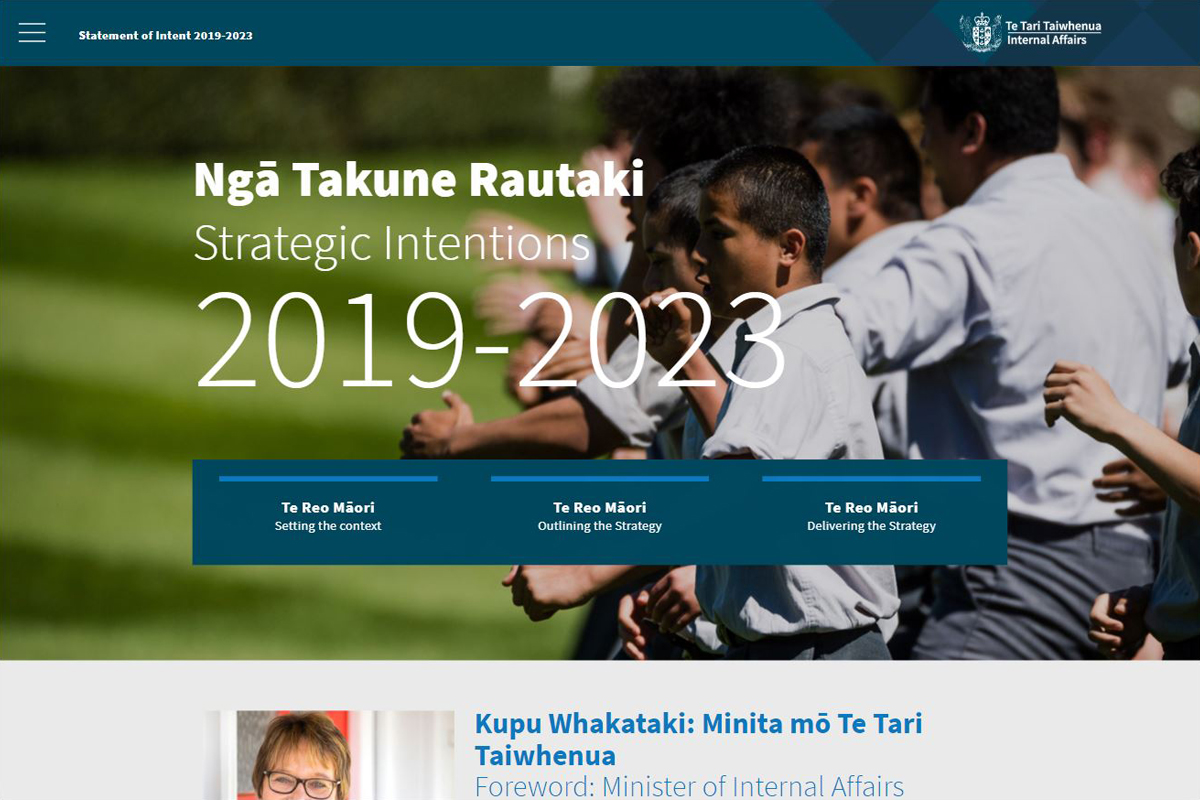 Statement of Intent 2019-2023
Te Tari Taiwhenua
Internal Affairs
Ngā Takune Rautaki
Strategic Intentions
2019-2023
Te Reo Māori
Setting the context
Te Reo Māori
Outlining the Strategy
Te Reo Māori
Delivering the Strategy
Kupu Whakataki: Minita mō Te Tari
Taiwhenua
Foreword: Minister of Internal Affairs